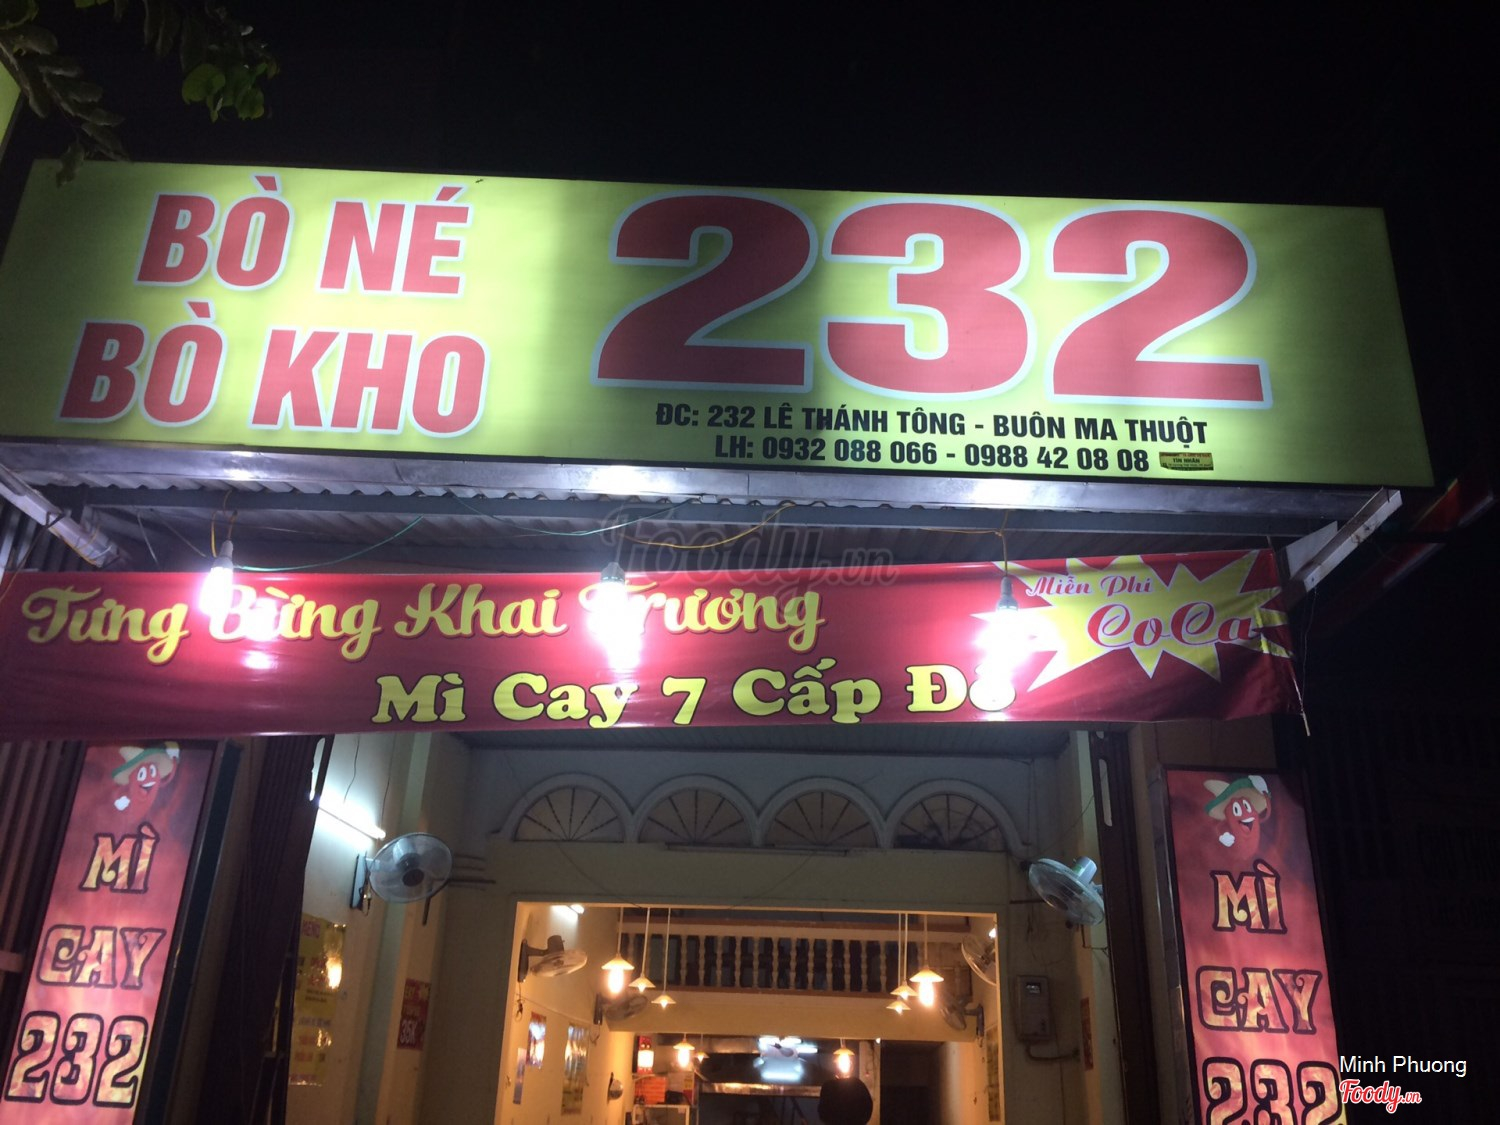 BÒ NÉ
BÒ KHO
232
ĐC: 232 LÊ THÁNH TÔNG - BUÔN MA THUỘT
LH: 0932 088 066 - 0988 42 08 08
Foody.vn
Tưng Bừng Khai Trương
Miễn Phí
CoCa
Mì Cay 7 Cấp Độ
MÌ
CAY
232
MÌ
CAY
232
Minh Phuong
Foody.vn